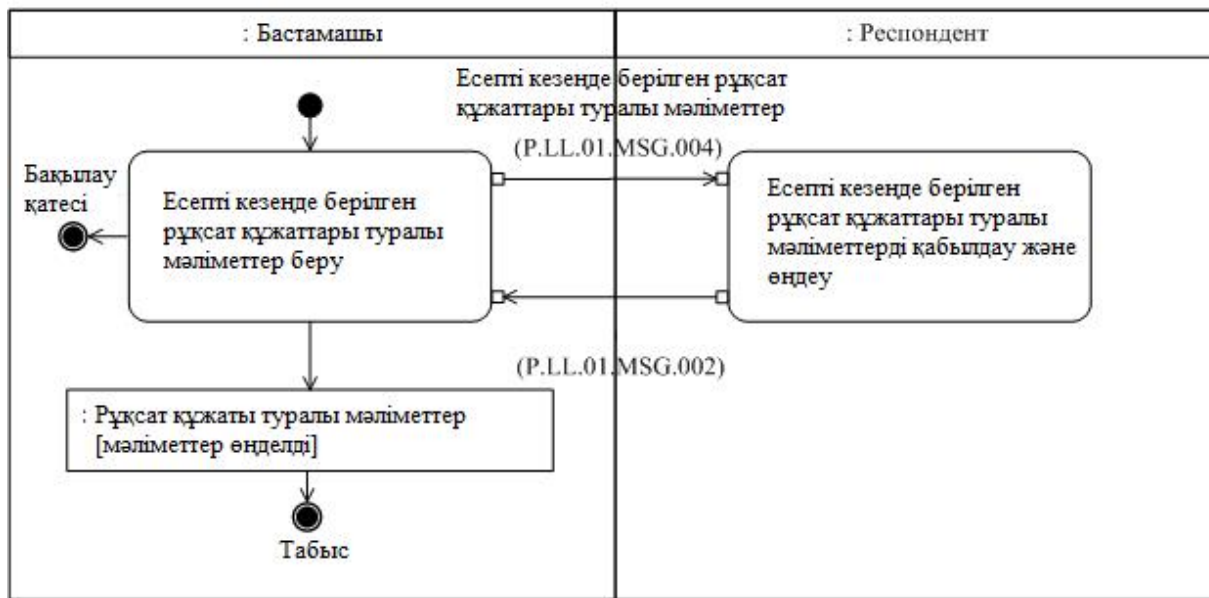 : Бастамашы
: Респондент
Есепті кезеңде берілген рұқсат
құжаттары туралы мәліметтер
(P.LL.01.MSG.004)
Бақылау
қатесі
Есепті кезеңде берілген
рұқсат құжаттары туралы
мәліметтер беру
Есепті кезеңде берілген
рұқсат құжаттары туралы
мәліметтерді қабылдау және
өңдеу
(P.LL.01.MSG.002)
: Рұқсат құжаты туралы мәліметтер
[мәліметтер өңделді]
Табыс